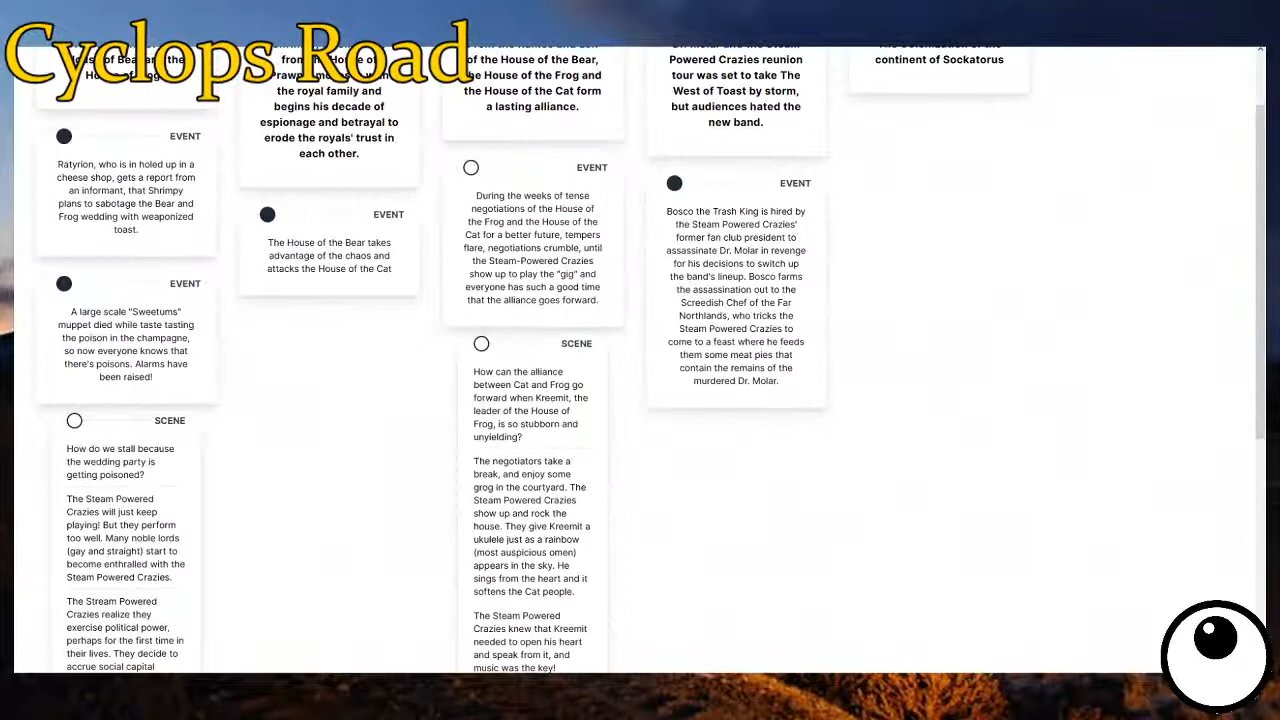 Cyclops Road
House of the
Prawn
the royal family and
begins his decade of
espionage and betrayal to
erode the royals' trust in
each other.
of the House of the Bear,
the House of the Frog and
the House of the Cat form
a lasting alliance.
Powered Crazies reunion
tour was set to take The
West of Toast by storm,
but audiences hated the
new band.
continent of Sockatorus
EVENT
Ratyrion, who is in holed up in a
cheese shop, gets a report from
an informant, that Shrimpy
plans to sabotage the Bear and
Frog wedding with weaponized
toast.
EVENT
A large scale "Sweetums"
muppet died while taste tasting
the poison in the champagne,
so now everyone knows that
there's poisons. Alarms have
been raised!
SCENE
How do we stall because
the wedding party is
getting poisoned?
The Steam Powered
Crazies will just keep
playing! But they perform
too well. Many noble lords
(gay and straight) start to
become enthralled with the
Steam Powered Crazies.
The Stream Powered
Crazies realize they
exercise political power,
perhaps for the first time in
their lives. They decide to
accrue social capital
EVENT
The House of the Bear takes
advantage of the chaos and
attacks the House of the Cat
EVENT
During the weeks of tense
negotiations of the House of
the Frog and the House of the
Cat for a better future, tempers
flare, negotiations crumble, until
the Steam-Powered Crazies
show up to play the "gig" and
everyone has such a good time
that the alliance goes forward.
SCENE
How can the alliance
between Cat and Frog go
forward when Kreemit, the
leader of the House of
Frog, is so stubborn and
unyielding?
The negotiators take a
break, and enjoy some
grog in the courtyard. The
Steam Powered Crazies
show up and rock the
house. They give Kreemit a
ukulele just as a rainbow
(most auspicious omen)
appears in the sky. He
sings from the heart and it
softens the Cat people.
The Steam Powered
Crazies knew that Kreemit
needed to open his heart
and speak from it, and
music was the key!
EVENT
Bosco the Trash King is hired by
the Steam Powered Crazies'
former fan club president to
assassinate Dr. Molar in revenge
for his decisions to switch up
the band's lineup. Bosco farms
the assassination out to the
Screedish Chef of the Far
Northlands, who tricks the
Steam Powered Crazies to
come to a feast where he feeds
them some meat pies that
contain the remains of the
murdered Dr. Molar.